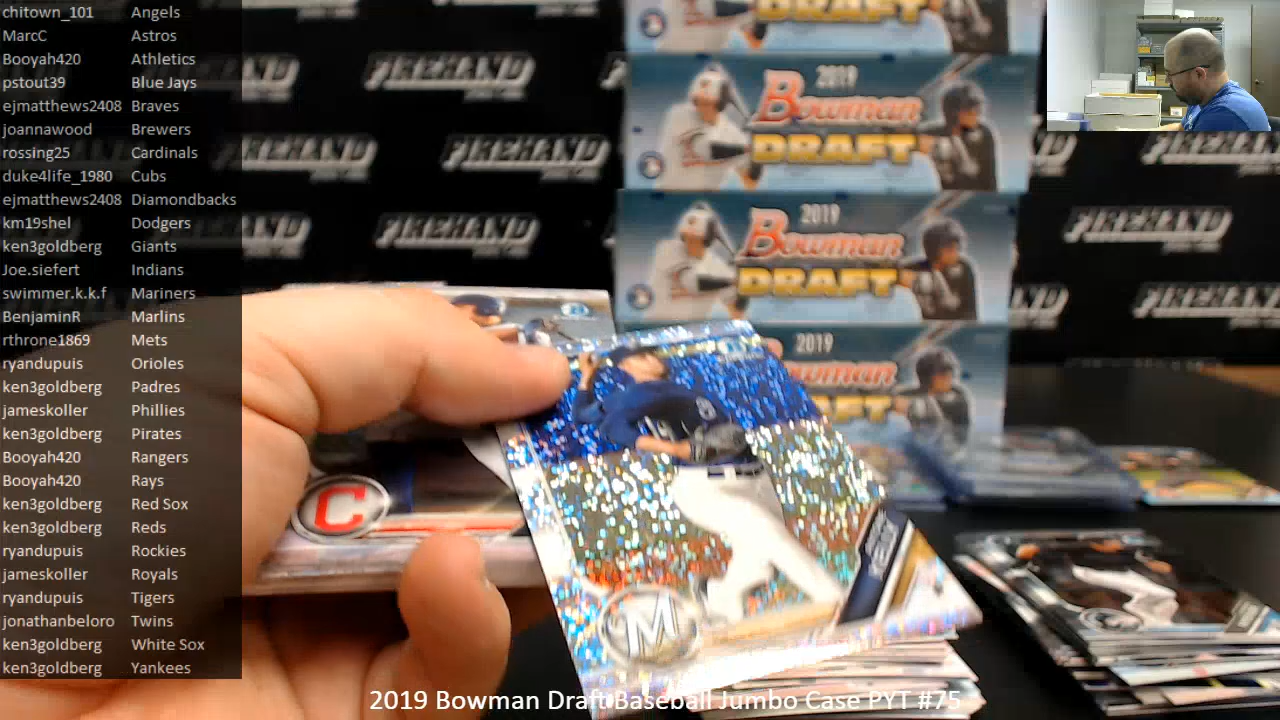 chitown_101 Angels
MarcC Astros
Booyah420 Athletics
pstout39 Blue Jays
ejmatthews2408 Braves
joannawood Brewers
rossing25 Cardinals
duke4life_1980 Cubs
ejmatthews2408 Diamondbacks
km19shel Dodgers
ken3goldberg Giants
Joe.siefert Indians
swimmer.k.k.f Mariners
BenjaminR Marlins
rthrone1869 Mets
ryandupuis Orioles
ken3goldberg Padres
jameskoller Phillies
ken3goldberg Pirates
Booyah420 Rangers
Booyah420 Rays
ken3goldberg Red Sox
ken3goldberg Reds
ryandupuis Rockies
jameskoller Royals
ryandupuis Tigers
jonathanbeloro Twins
ken3goldberg White Sox
ken3goldberg Yankees
FIREHAND
FIREHAND
FIREHAND
FIREHAND
DRAFT
2019
Bowman
DRAFT
2019
Bowman
DRAFT
2019
C
M
2019 Bowman Draft Baseball Jumbo Case PYT #75